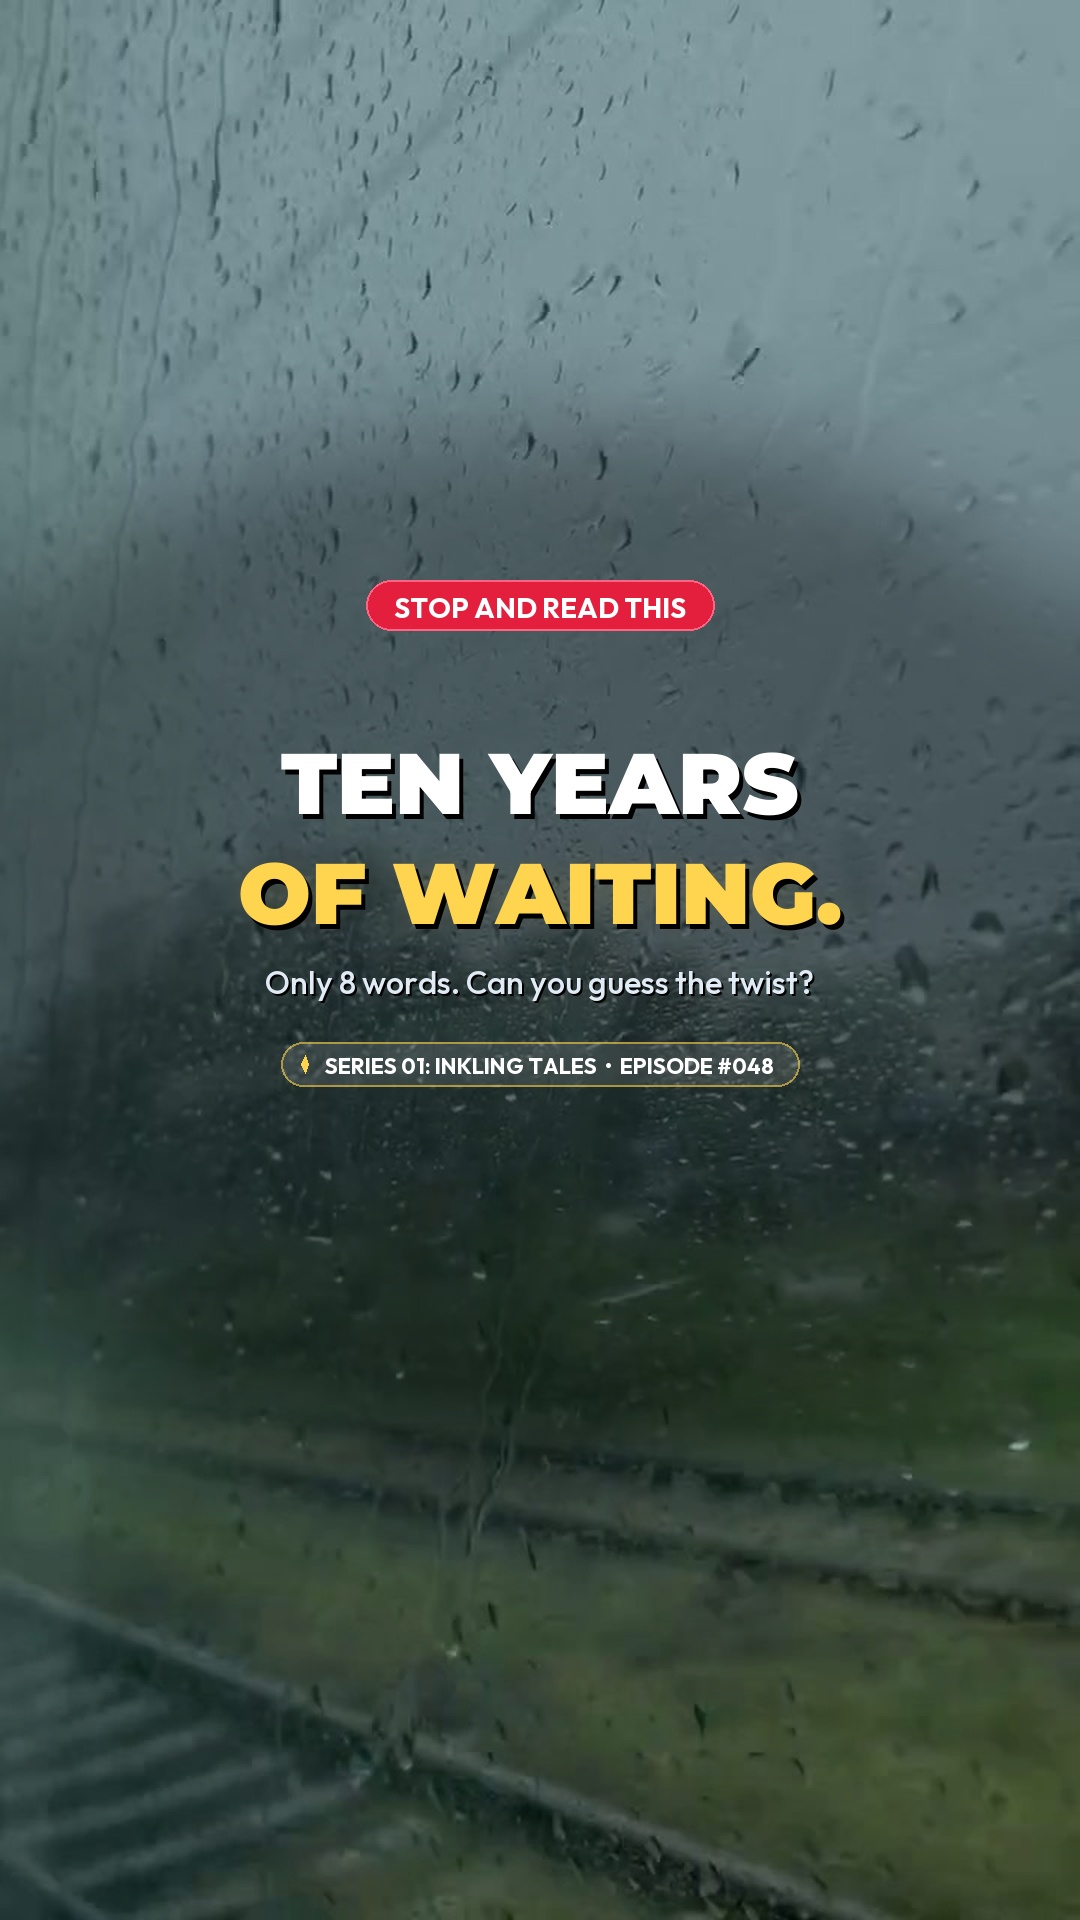 STOP AND READ THIS
TEN YEARS
OF WAITING.
Only 8 words. Can you guess the twist?
SERIES 01: INKLING TALES • EPISODE #048